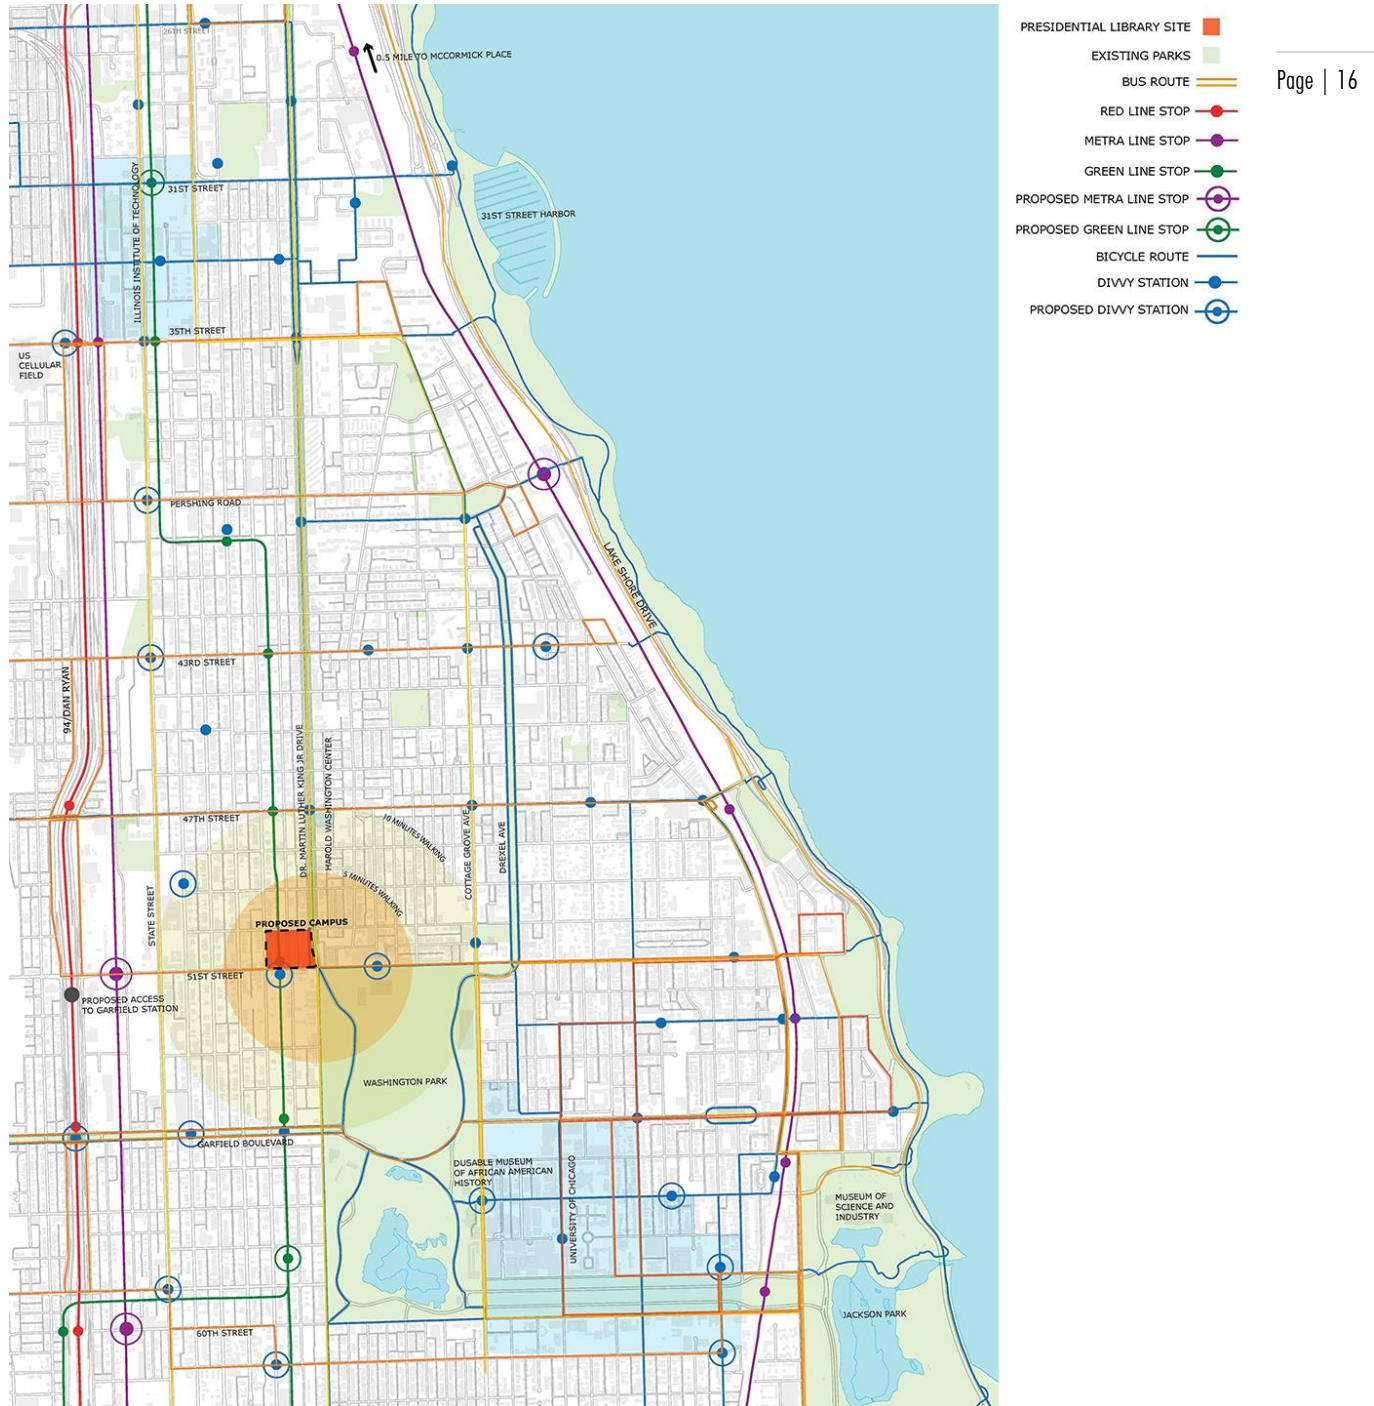 PRESIDENTIAL LIBRARY SITE
EXISTING PARKS
BUS ROUTE
RED LINE STOP
METRA LINE STOP
GREEN LINE STOP
PROPOSED METRA LINE STOP
PROPOSED GREEN LINE STOP
BICYCLE ROUTE
DIVVY STATION
PROPOSED DIVVY STATION
Page | 16
26TH STREET
0.5 MILE TO MCCORMICK PLACE
ILLINOIS INSTITUTE OF TECHNOLOGY
31ST STREET
31ST STREET HARBOR
35TH STREET
US
CELLULAR
FIELD
PERSHING ROAD
LAKE SHORE DRIVE
43RD STREET
94/DAN RYAN
DR. MARTIN LUTHER KING JR DRIVE
HAROLD WASHINGTON CENTER
47TH STREET
10 MINUTES WALKING
COTTAGE GROVE AVE
DREXEL AVE
5 MINUTES WALKING
STATE STREET
PROPOSED CAMPUS
51ST STREET
PROPOSED ACCESS
TO GARFIELD STATION
WASHINGTON PARK
GARFIELD BOULEVARD
DUSABLE MUSEUM
OF AFRICAN AMERICAN
HISTORY
UNIVERSITY OF CHICAGO
MUSEUM OF
SCIENCE AND
INDUSTRY
JACKSON PARK
60TH STREET